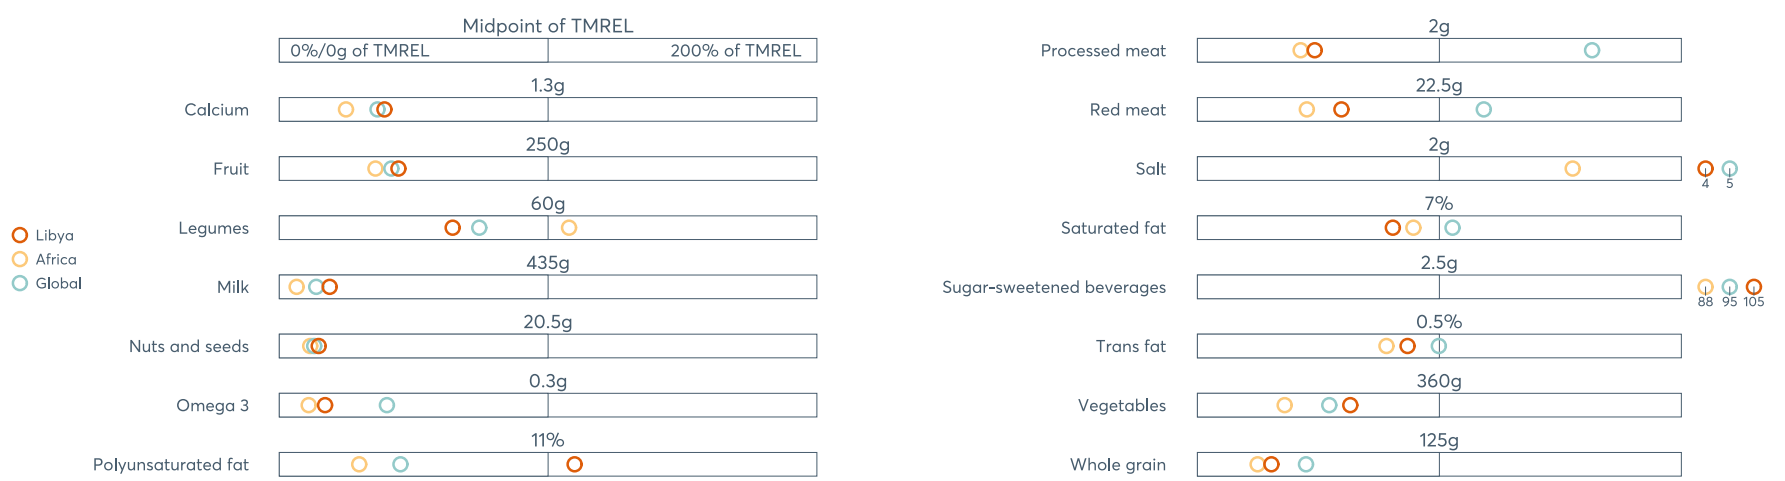 Midpoint of TMREL
0%/0g of TMREL 200% of TMREL
1.3g
Calcium
250g
Fruit
60g
Legumes
435g
Milk
20.5g
Nuts and seeds
0.3g
Omega 3
11%
Polyunsaturated fat
Libya
Africa
Global
2g
Processed meat
22.5g
Red meat
2g
Salt
4 5
7%
Saturated fat
2.5g
Sugar-sweetened beverages
88 95 105
0.5%
Trans fat
360g
Vegetables
125g
Whole grain